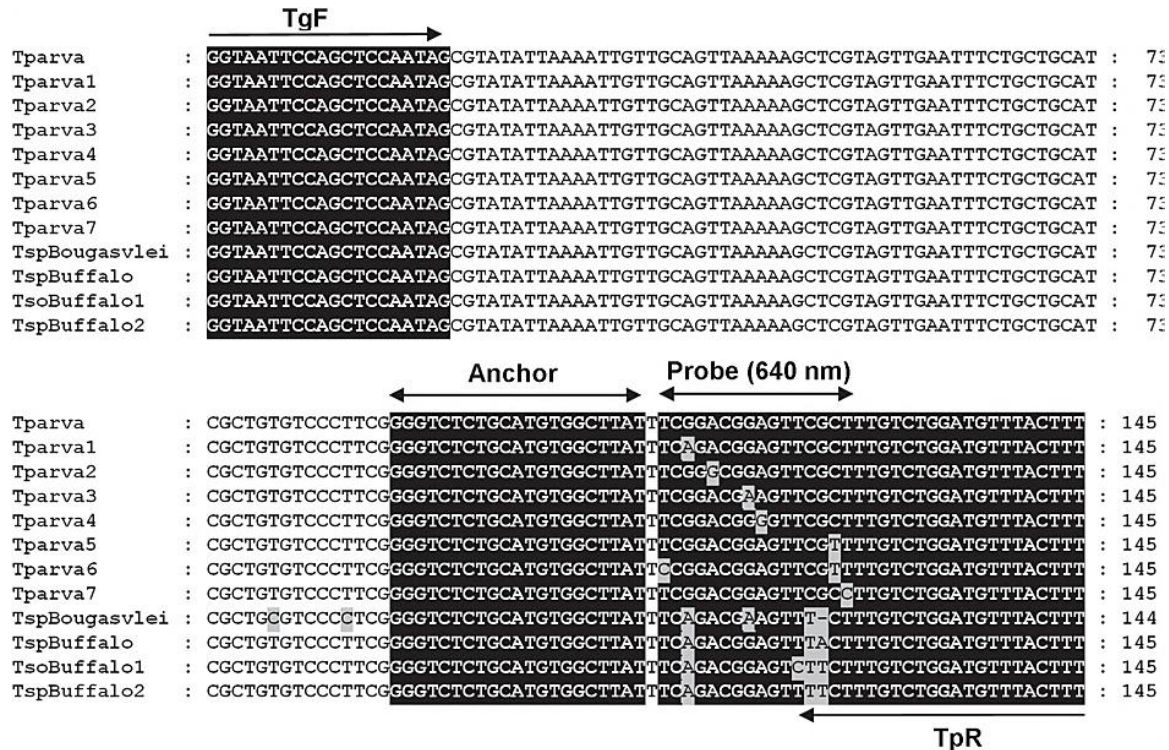 TgF
Tparva : GGTAATTCCAGCTCCAATAGCGTATATTAAAATTGTTGCAGTTAAAAAGCTCGTAGTTGAATTTCTGCTGCAT : 73
Tparva1 : GGTAATTCCAGCTCCAATAGCGTATATTAAAATTGTTGCAGTTAAAAAGCTCGTAGTTGAATTTCTGCTGCAT : 73
Tparva2 : GGTAATTCCAGCTCCAATAGCGTATATTAAAATTGTTGCAGTTAAAAAGCTCGTAGTTGAATTTCTGCTGCAT : 73
Tparva3 : GGTAATTCCAGCTCCAATAGCGTATATTAAAATTGTTGCAGTTAAAAAGCTCGTAGTTGAATTTCTGCTGCAT : 73
Tparva4 : GGTAATTCCAGCTCCAATAGCGTATATTAAAATTGTTGCAGTTAAAAAGCTCGTAGTTGAATTTCTGCTGCAT : 73
Tparva5 : GGTAATTCCAGCTCCAATAGCGTATATTAAAATTGTTGCAGTTAAAAAGCTCGTAGTTGAATTTCTGCTGCAT : 73
Tparva6 : GGTAATTCCAGCTCCAATAGCGTATATTAAAATTGTTGCAGTTAAAAAGCTCGTAGTTGAATTTCTGCTGCAT : 73
Tparva7 : GGTAATTCCAGCTCCAATAGCGTATATTAAAATTGTTGCAGTTAAAAAGCTCGTAGTTGAATTTCTGCTGCAT : 73
TspBougasvlei : GGTAATTCCAGCTCCAATAGCGTATATTAAAATTGTTGCAGTTAAAAAGCTCGTAGTTGAATTTCTGCTGCAT : 73
TspBuffalo : GGTAATTCCAGCTCCAATAGCGTATATTAAAATTGTTGCAGTTAAAAAGCTCGTAGTTGAATTTCTGCTGCAT : 73
TsoBuffalo1 : GGTAATTCCAGCTCCAATAGCGTATATTAAAATTGTTGCAGTTAAAAAGCTCGTAGTTGAATTTCTGCTGCAT : 73
TspBuffalo2 : GGTAATTCCAGCTCCAATAGCGTATATTAAAATTGTTGCAGTTAAAAAGCTCGTAGTTGAATTTCTGCTGCAT : 73
Anchor Probe (640 nm)
Tparva : CGCTGTGTCCCTTCGGGGTCTCTGCATGTGGCTTATTTCGGACGGAGTTCGCTTTGTCTGGATGTTTACTTT : 145
Tparva1 : CGCTGTGTCCCTTCGGGGTCTCTGCATGTGGCTTATTTCAGACGGAGTTCGCTTTGTCTGGATGTTTACTTT : 145
Tparva2 : CGCTGTGTCCCTTCGGGGTCTCTGCATGTGGCTTATTTCGGGCGGAGTTCGCTTTGTCTGGATGTTTACTTT : 145
Tparva3 : CGCTGTGTCCCTTCGGGGTCTCTGCATGTGGCTTATTTCGGACGAAGTTCGCTTTGTCTGGATGTTTACTTT : 145
Tparva4 : CGCTGTGTCCCTTCGGGGTCTCTGCATGTGGCTTATTTCGGACGGGGTTCGCTTTGTCTGGATGTTTACTTT : 145
Tparva5 : CGCTGTGTCCCTTCGGGGTCTCTGCATGTGGCTTATTTCGGACGGAGTTCGTTTTGTCTGGATGTTTACTTT : 145
Tparva6 : CGCTGTGTCCCTTCGGGGTCTCTGCATGTGGCTTATTCCGGACGGAGTTCGTTTTGTCTGGATGTTTACTTT : 145
Tparva7 : CGCTGTGTCCCTTCGGGGTCTCTGCATGTGGCTTATTTCGGACGGAGTTCGCCTTGTCTGGATGTTTACTTT : 145
TspBougasvlei : CGCTGCGTCCCCTCGGGGTCTCTGCATGTGGCTTATTTCAGACGAAGTTT-CTTTGTCTGGATGTTTACTTT : 144
TspBuffalo : CGCTGTGTCCCTTCGGGGTCTCTGCATGTGGCTTATTTCAGACGGAGTTTACTTTGTCTGGATGTTTACTTT : 145
TsoBuffalo1 : CGCTGTGTCCCTTCGGGGTCTCTGCATGTGGCTTATTTCAGACGGAGTCTTCTTTGTCTGGATGTTTACTTT : 145
TspBuffalo2 : CGCTGTGTCCCTTCGGGGTCTCTGCATGTGGCTTATTTCAGACGGAGTTTTCTTTGTCTGGATGTTTACTTT : 145
TpR